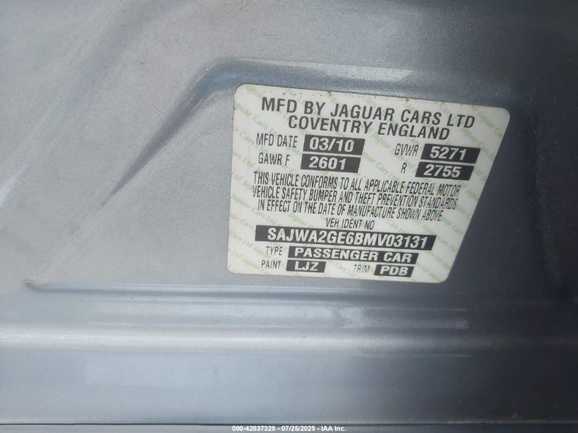 MFD BY JAGUAR CARS LTD
COVENTRY ENGLAND
MFD DATE 03/10 GVWR 5271
GAWR F 2601 R 2755
THIS VEHICLE CONFORMS TO ALL APPLICABLE FEDERAL MOTOR
VEHICLE SAFETY BUMPER AND THEFT PREVENTION STANDARDS
IN EFFECT ON THE DATE OF MANUFACTURE SHOWN ABOVE
VEH IDENT NO
SAJWA2GE6BMV03131
TYPE PASSENGER CAR
PAINT LJZ TRIM PDB
000-42837328 - 07/25/2025 - IAA Inc.